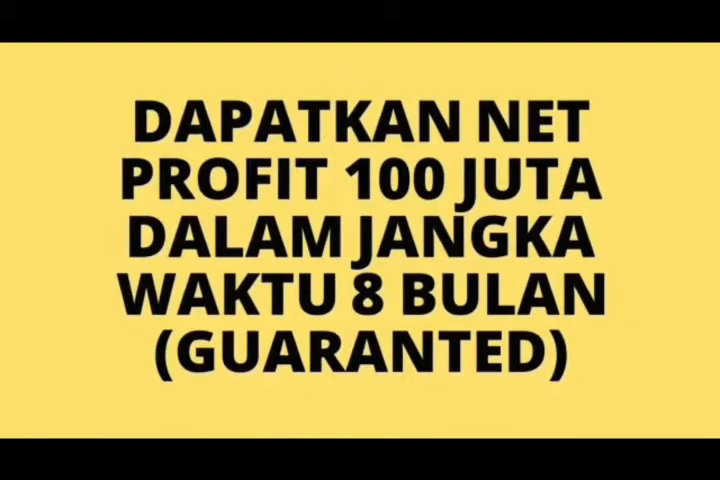 DAPATKAN NET
PROFIT 100 JUTA
DALAM JANGKA
WAKTU 8 BULAN
(GUARANTED)